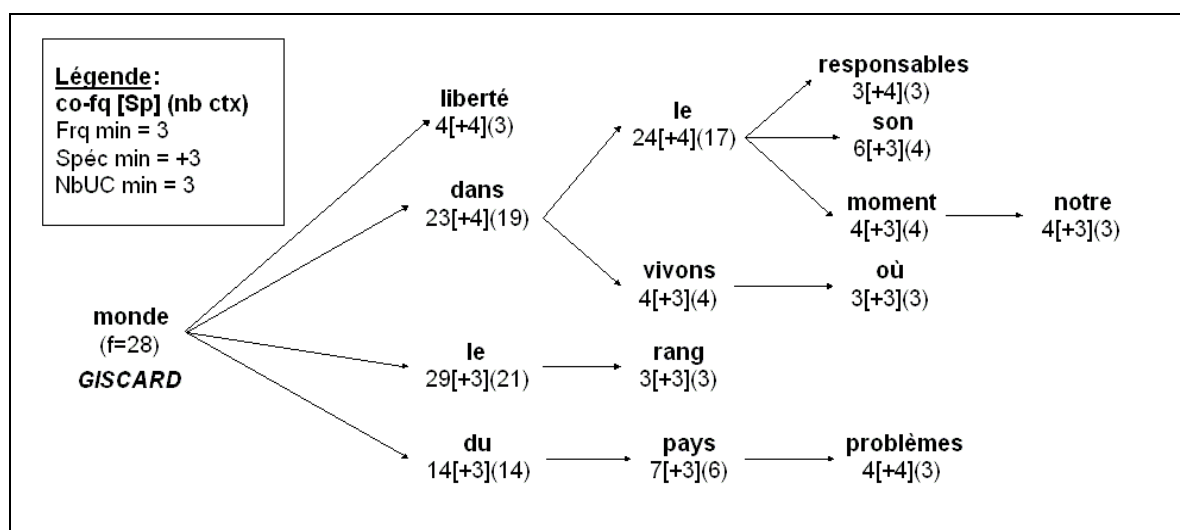 Légende:
co-fq [Sp] (nb ctx)
Frq min = 3
Spéc min = +3
NbUC min = 3
monde
(f=28)
GISCARD
liberté
4[+4](3)
dans
23[+4](19)
le
24[+4](17)
responsables
3[+4](3)
son
6[+3](4)
moment
4[+3](4)
notre
4[+3](3)
vivons
4[+3](4)
où
3[+3](3)
le
29[+3](21)
rang
3[+3](3)
du
14[+3](14)
pays
7[+3](6)
problèmes
4[+4](3)